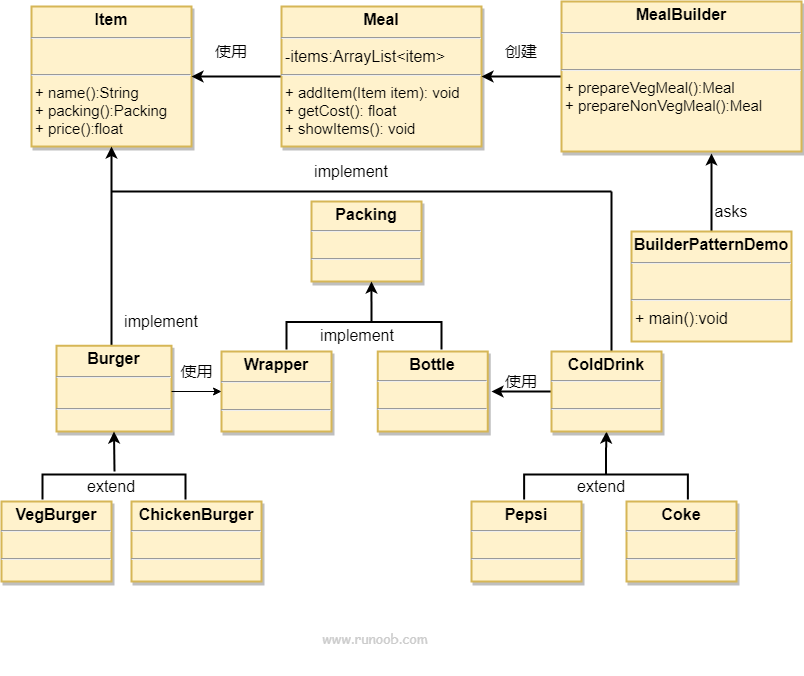 Item
+ name():String
+ packing():Packing
+ price():float
使用
Meal
-items:ArrayList<item>
+ addItem(Item item): void
+ getCost(): float
+ showItems(): void
创建
MealBuilder
+ prepareVegMeal():Meal
+ prepareNonVegMeal():Meal
implement
asks
Packing
BuilderPatternDemo
+ main():void
implement
implement
Burger
使用
Wrapper
Bottle
使用
ColdDrink
extend
extend
VegBurger
ChickenBurger
Pepsi
Coke
www.runoob.com